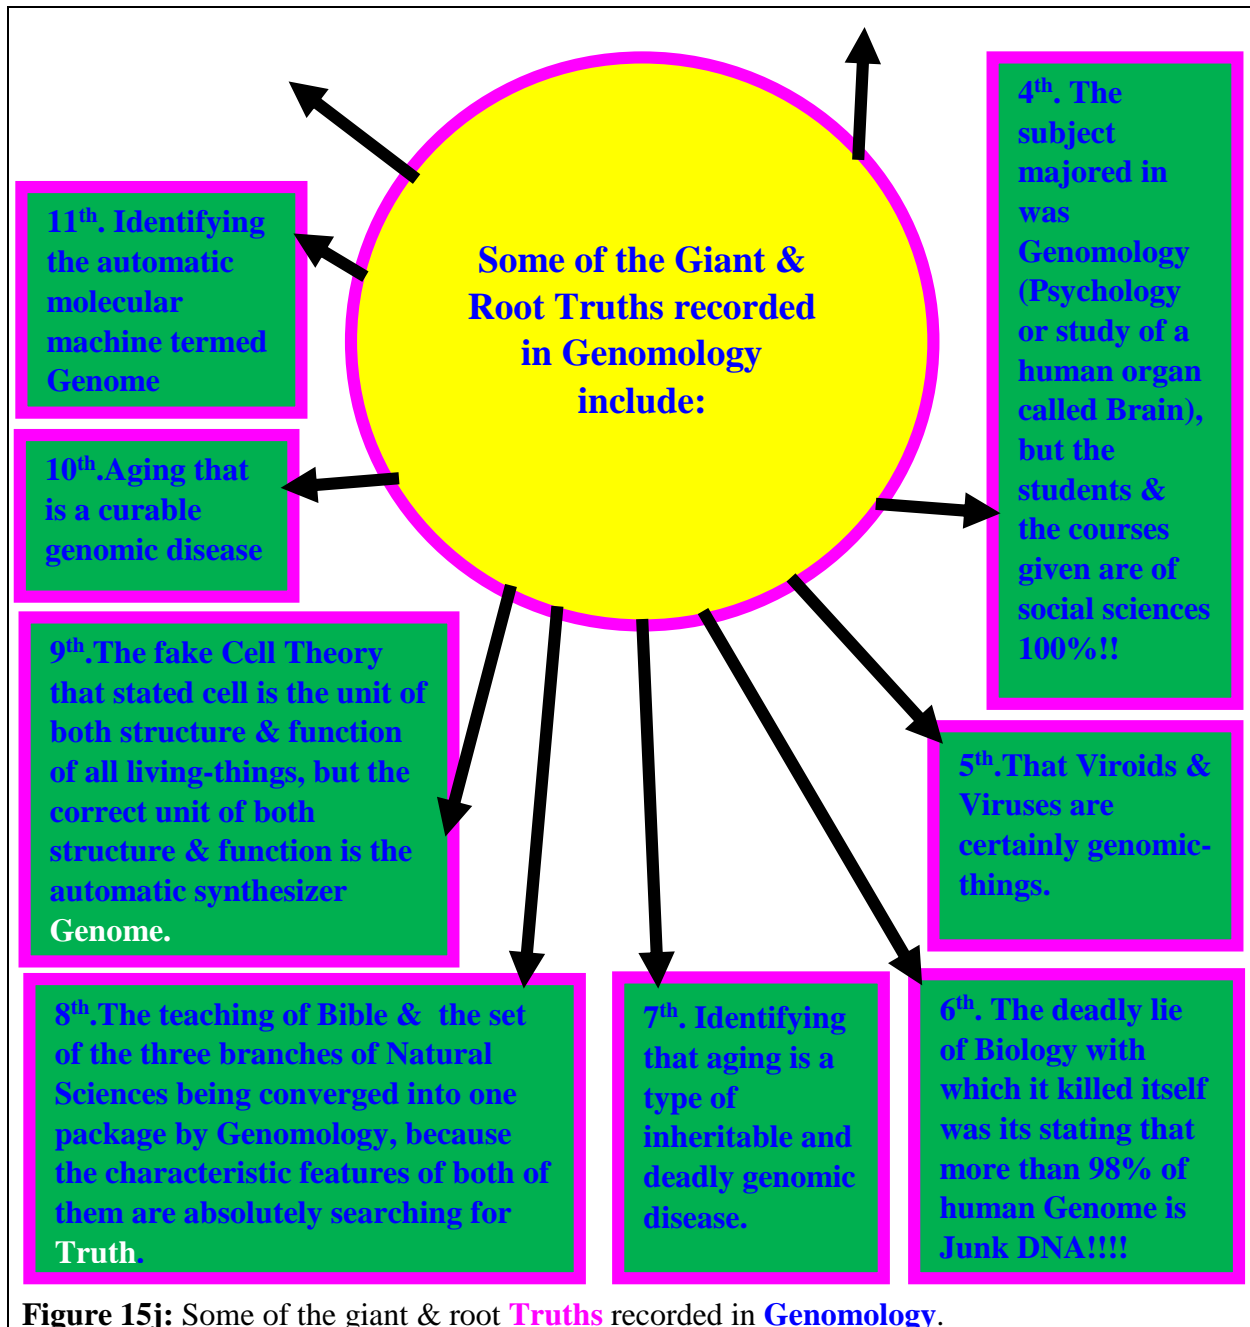 Some of the Giant &
Root Truths recorded
in Genomology
include:
4th. The
subject
majored in
was
Genomology
(Psychology
or study of a
human organ
called Brain),
but the
students &
the courses
given are of
social sciences
100%!!
5th.That Viroids &
Viruses are
certainly genomic-
things.
6th. The deadly lie
of Biology with
which it killed itself
was its stating that
more than 98% of
human Genome is
Junk DNA!!!!
7th. Identifying
that aging is a
type of
inheritable and
deadly genomic
disease.
8th.The teaching of Bible & the set
of the three branches of Natural
Sciences being converged into one
package by Genomology, because
the characteristic features of both of
them are absolutely searching for
Truth.
9th.The fake Cell Theory
that stated cell is the unit of
both structure & function
of all living-things, but the
correct unit of both
structure & function is the
automatic synthesizer
Genome.
10th.Aging that
is a curable
genomic disease
11th. Identifying
the automatic
molecular
machine termed
Genome
Figure 15j: Some of the giant & root Truths recorded in Genomology.